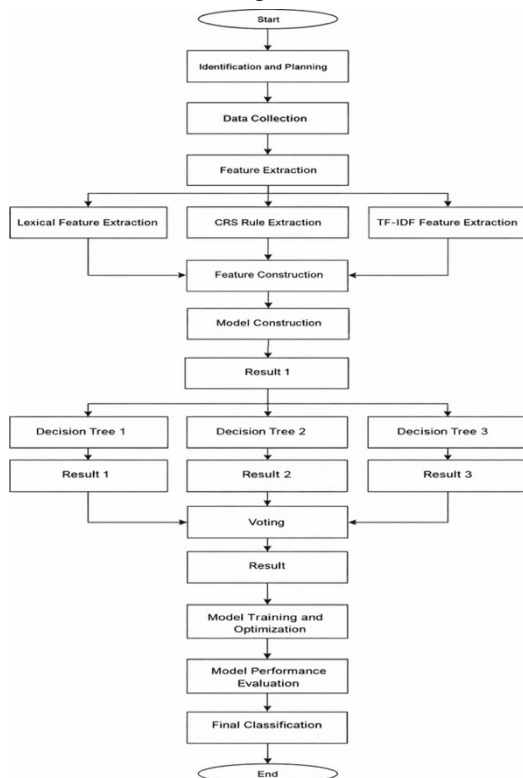 Start
Identification and Planning
Data Collection
Feature Extraction
Lexical Feature Extraction
CRS Rule Extraction
TF-IDF Feature Extraction
Feature Construction
Model Construction
Result 1
Decision Tree 1
Decision Tree 2
Decision Tree 3
Result 1
Result 2
Result 3
Voting
Result
Model Training and
Optimization
Model Performance
Evaluation
Final Classification
End